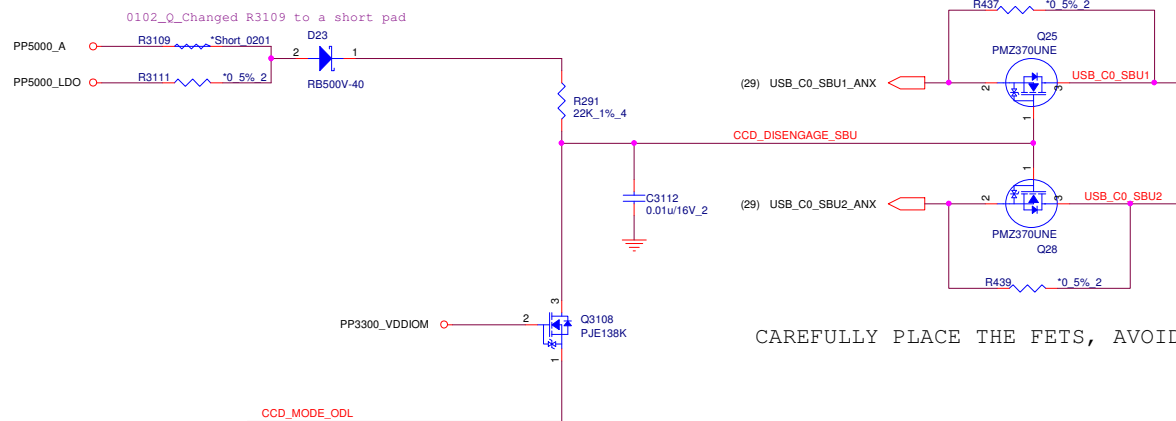 0102_Q_Changed R3109 to a short pad
PP5000_A
R3109
*Short_0201
PP5000_LDO
R3111
*0_5%_2
2
D23
1
RB500V-40
R291
22K_1%_4
CCD_DISENGAGE_SBU
C3112
0.01u/16V_2
PP3300_VDDIOM
2
3
Q3108
PJE138K
1
CCD_MODE_ODL
R437
*0_5%_2
Q25
PMZ370UNE
(29) USB_C0_SBU1_ANX
2
3
USB_C0_SBU1
1
1
(29) USB_C0_SBU2_ANX
2
3
USB_C0_SBU2
PMZ370UNE
Q28
R439
*0_5%_2
CAREFULLY PLACE THE FETS, AVOID